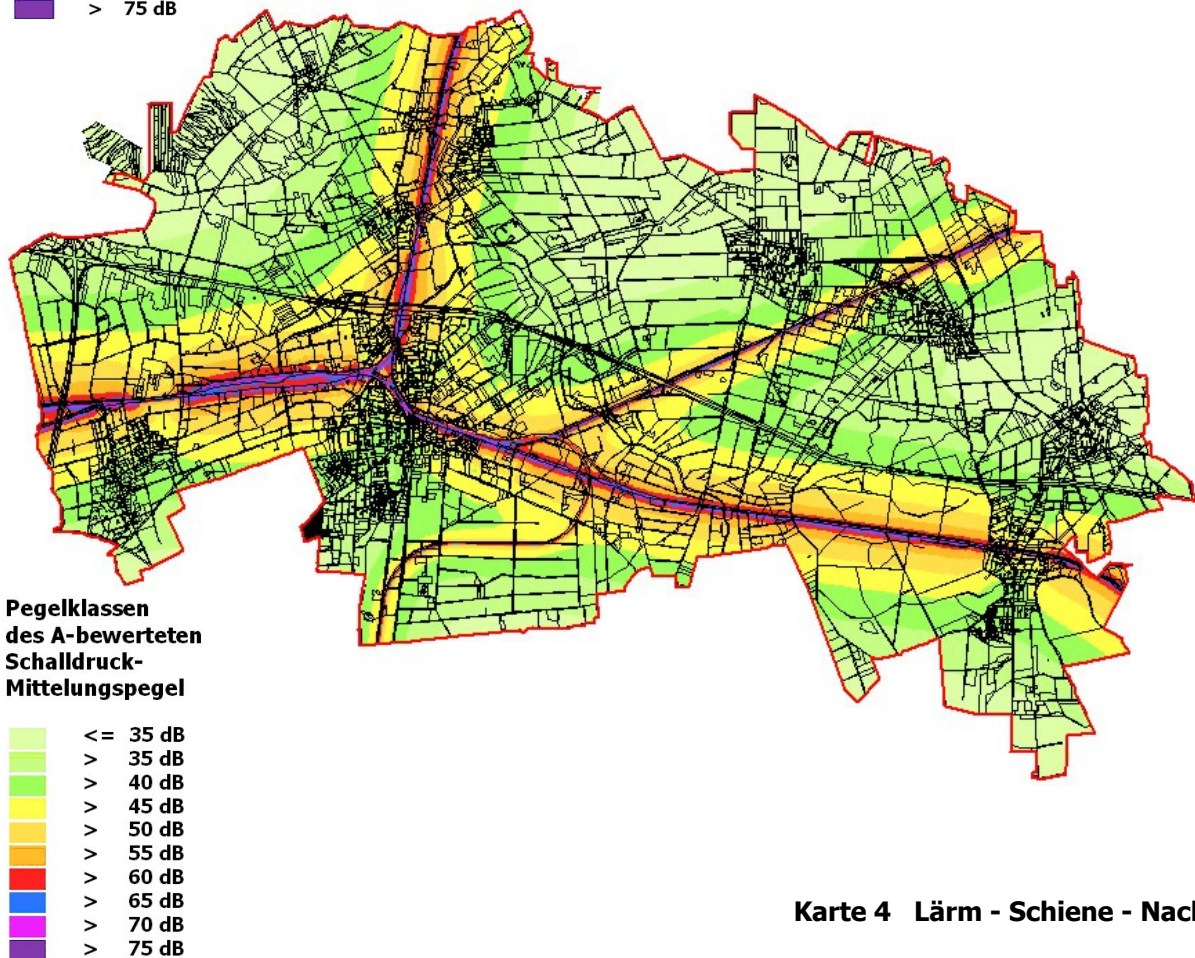 > 75 dB
Pegelklassen
des A-bewerteten
Schalldruck-
Mittelungspegel
<= 35 dB
> 35 dB
> 40 dB
> 45 dB
> 50 dB
> 55 dB
> 60 dB
> 65 dB
> 70 dB
> 75 dB
Karte 4 Lärm - Schiene -